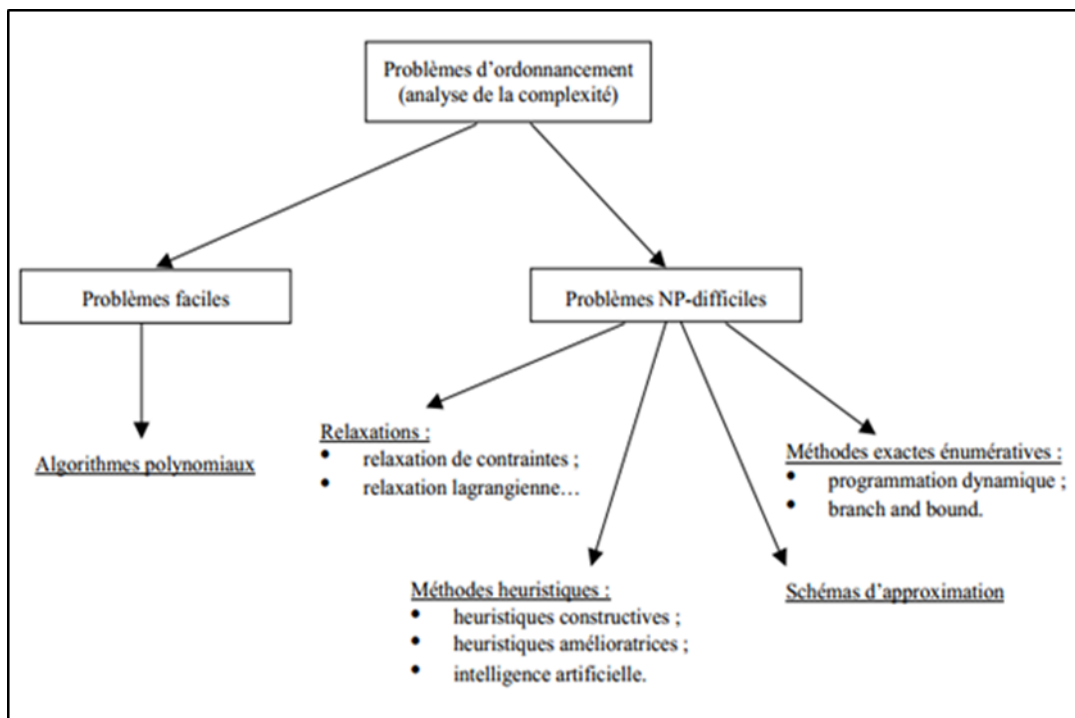 Problèmes d'ordonnancement
(analyse de la complexité)
Problèmes faciles
Problèmes NP-difficiles
Algorithmes polynomiaux
Relaxations :
• relaxation de contraintes ;
• relaxation lagrangienne…
Méthodes exactes énumératives :
• programmation dynamique ;
• branch and bound.
Méthodes heuristiques :
• heuristiques constructives ;
• heuristiques amélioratrices ;
• intelligence artificielle.
Schémas d'approximation